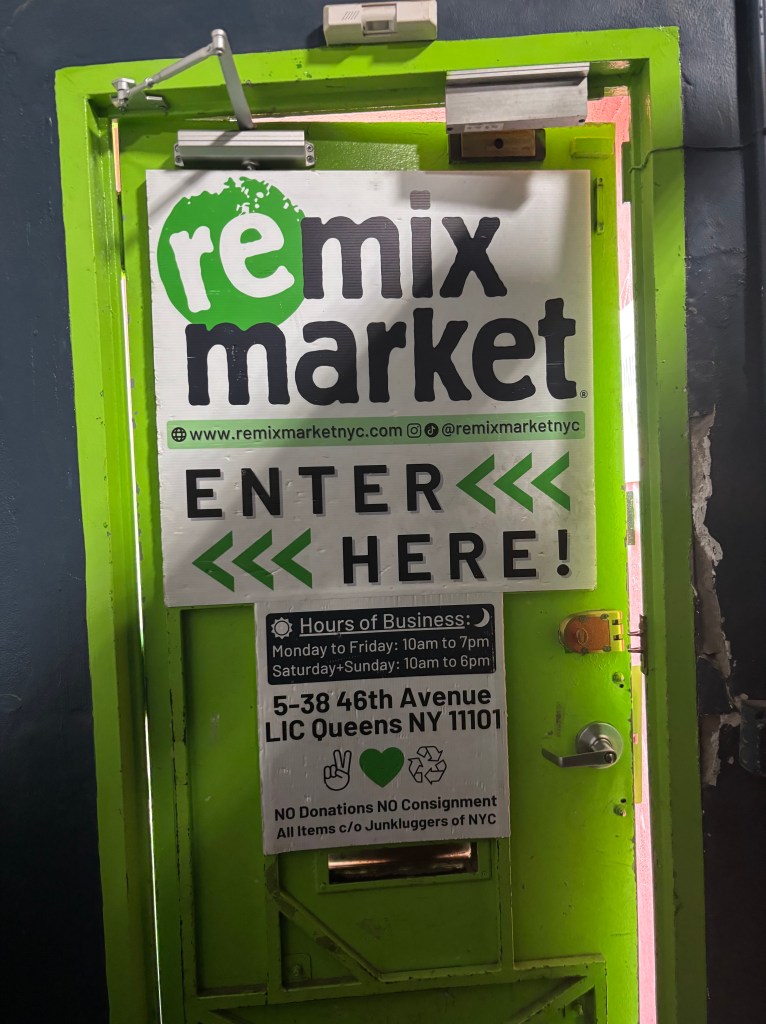 remix
market®
www.remixmarketnyc.com @remixmarketnyc
ENTER <<<
<<< HERE!
Hours of Business:
Monday to Friday: 10am to 7pm
Saturday+Sunday: 10am to 6pm
5-38 46th Avenue
LIC Queens NY 11101
NO Donations NO Consignment
All Items c/o Junkluggers of NYC